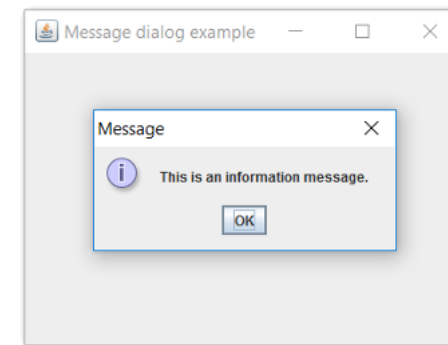 Message dialog example
Message
This is an information message.
OK